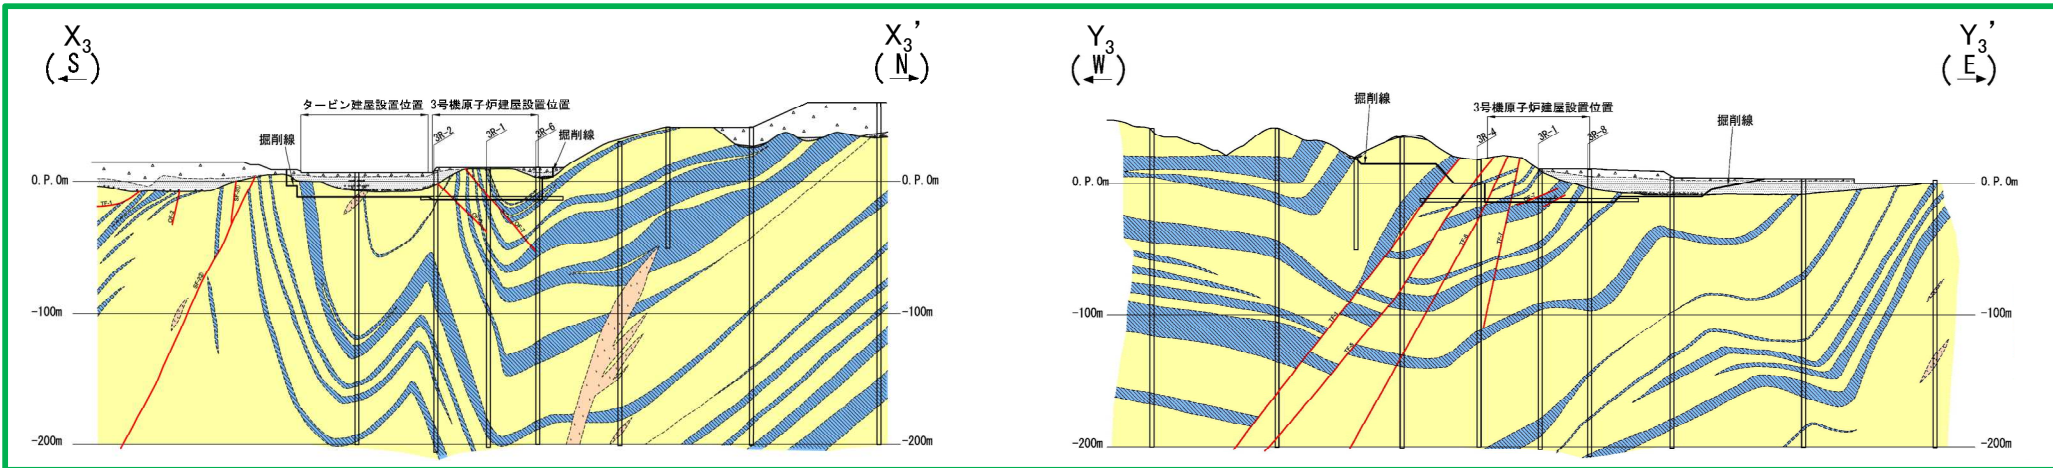 X₃
(S)
X₃'
(N)
タービン建屋設置位置 3号機原子炉建屋設置位置
掘削線
3R-2
3R-1
3R-6
掘削線
O.P.0m
O.P.0m
TF-1
-100m
-100m
-200m
-200m
Y₃
(W)
Y₃'
(E)
掘削線
3号機原子炉建屋設置位置
3R-4
3R-1
3R-8
掘削線
O.P.0m
O.P.0m
-100m
-100m
-200m
-200m